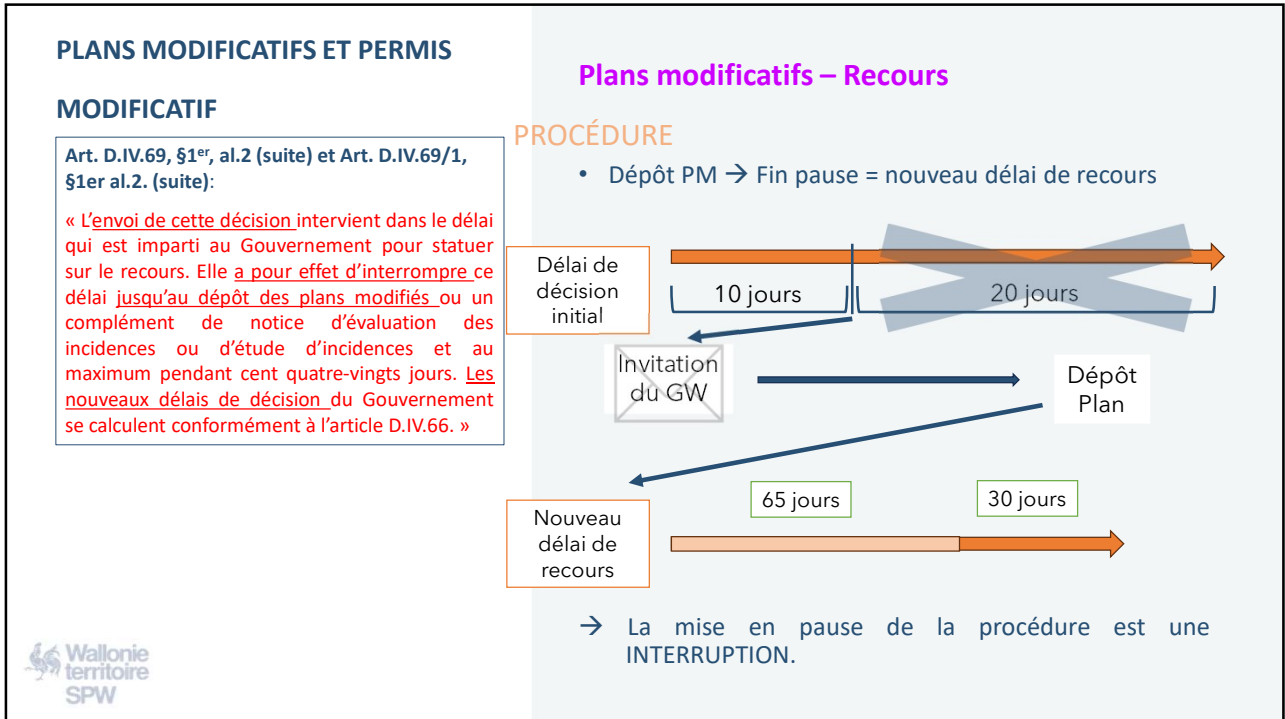 PLANS MODIFICATIFS ET PERMIS
MODIFICATIF
Art. D.IV.69, §1er, al.2 (suite) et Art. D.IV.69/1,
§1er al.2. (suite):
« L'envoi de cette décision intervient dans le délai
qui est imparti au Gouvernement pour statuer
sur le recours. Elle a pour effet d'interrompre ce
délai jusqu'au dépôt des plans modifiés ou un
complément de notice d'évaluation des
incidences ou d'étude d'incidences et au
maximum pendant cent quatre-vingts jours. Les
nouveaux délais de décision du Gouvernement
se calculent conformément à l'article D.IV.66. »
Plans modificatifs – Recours
PROCÉDURE
• Dépôt PM → Fin pause = nouveau délai de recours
Délai de
décision
initial
10 jours
20 jours
Invitation
du GW
Dépôt
Plan
65 jours
30 jours
Nouveau
délai de
recours
→ La mise en pause de la procédure est une
INTERRUPTION.
Wallonie
territoire
SPW